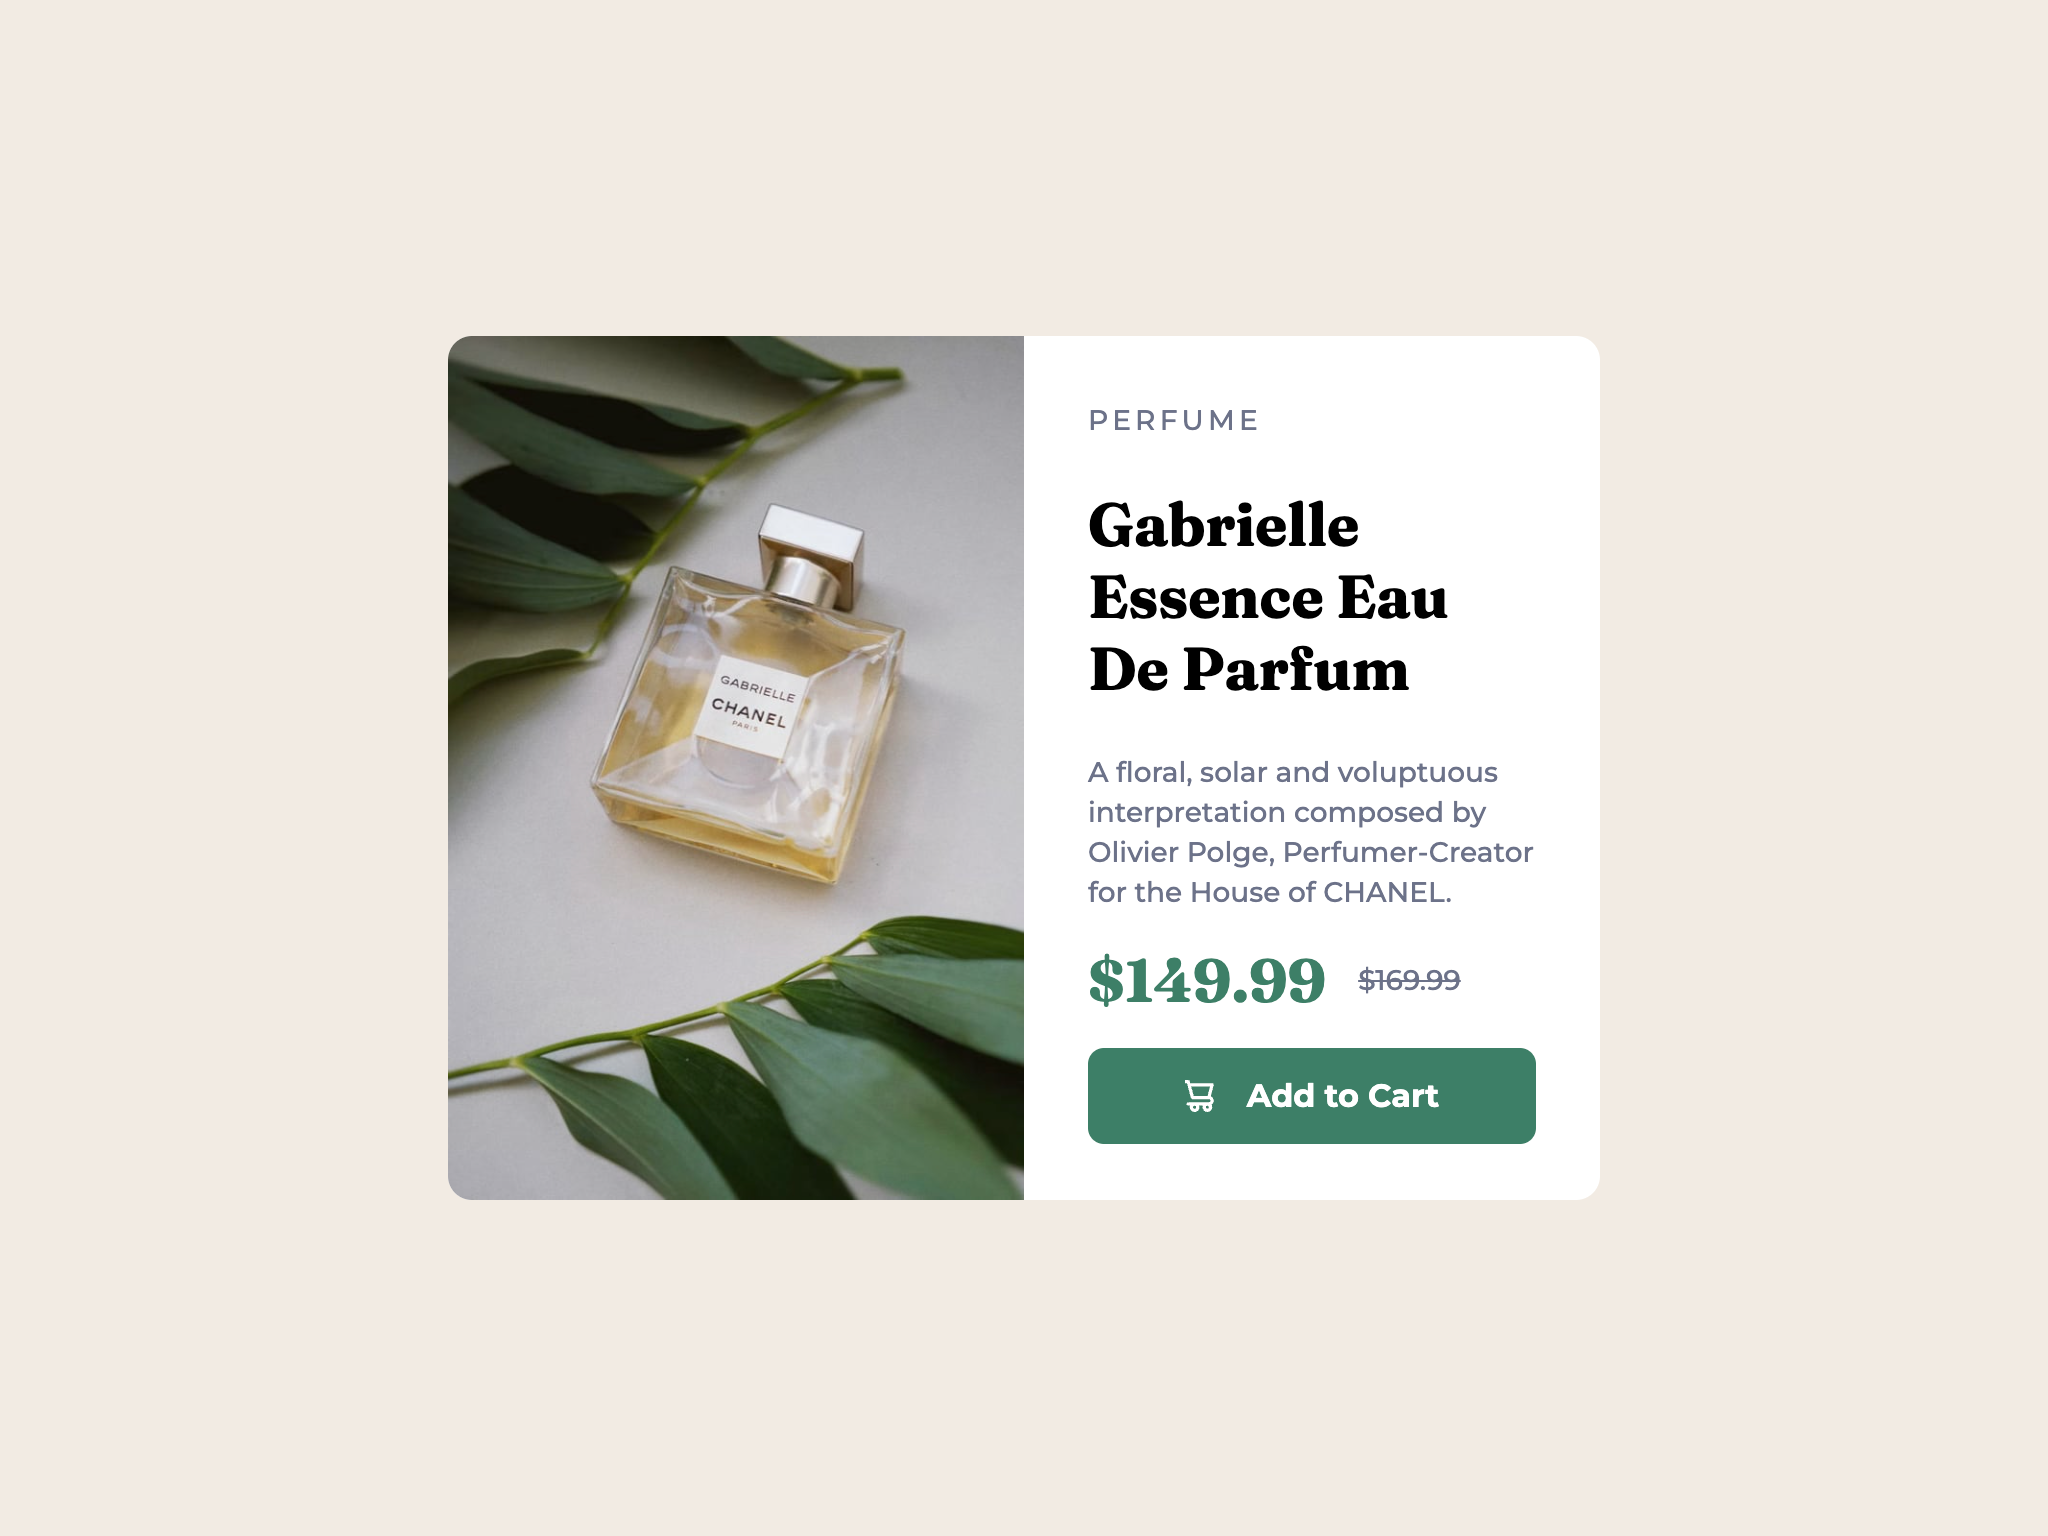 GABRIELLE
CHANEL
PARIS
PERFUME
Gabrielle
Essence Eau
De Parfum
A floral, solar and voluptuous
interpretation composed by
Olivier Polge, Perfumer-Creator
for the House of CHANEL.
$149.99 $169.99
Add to Cart